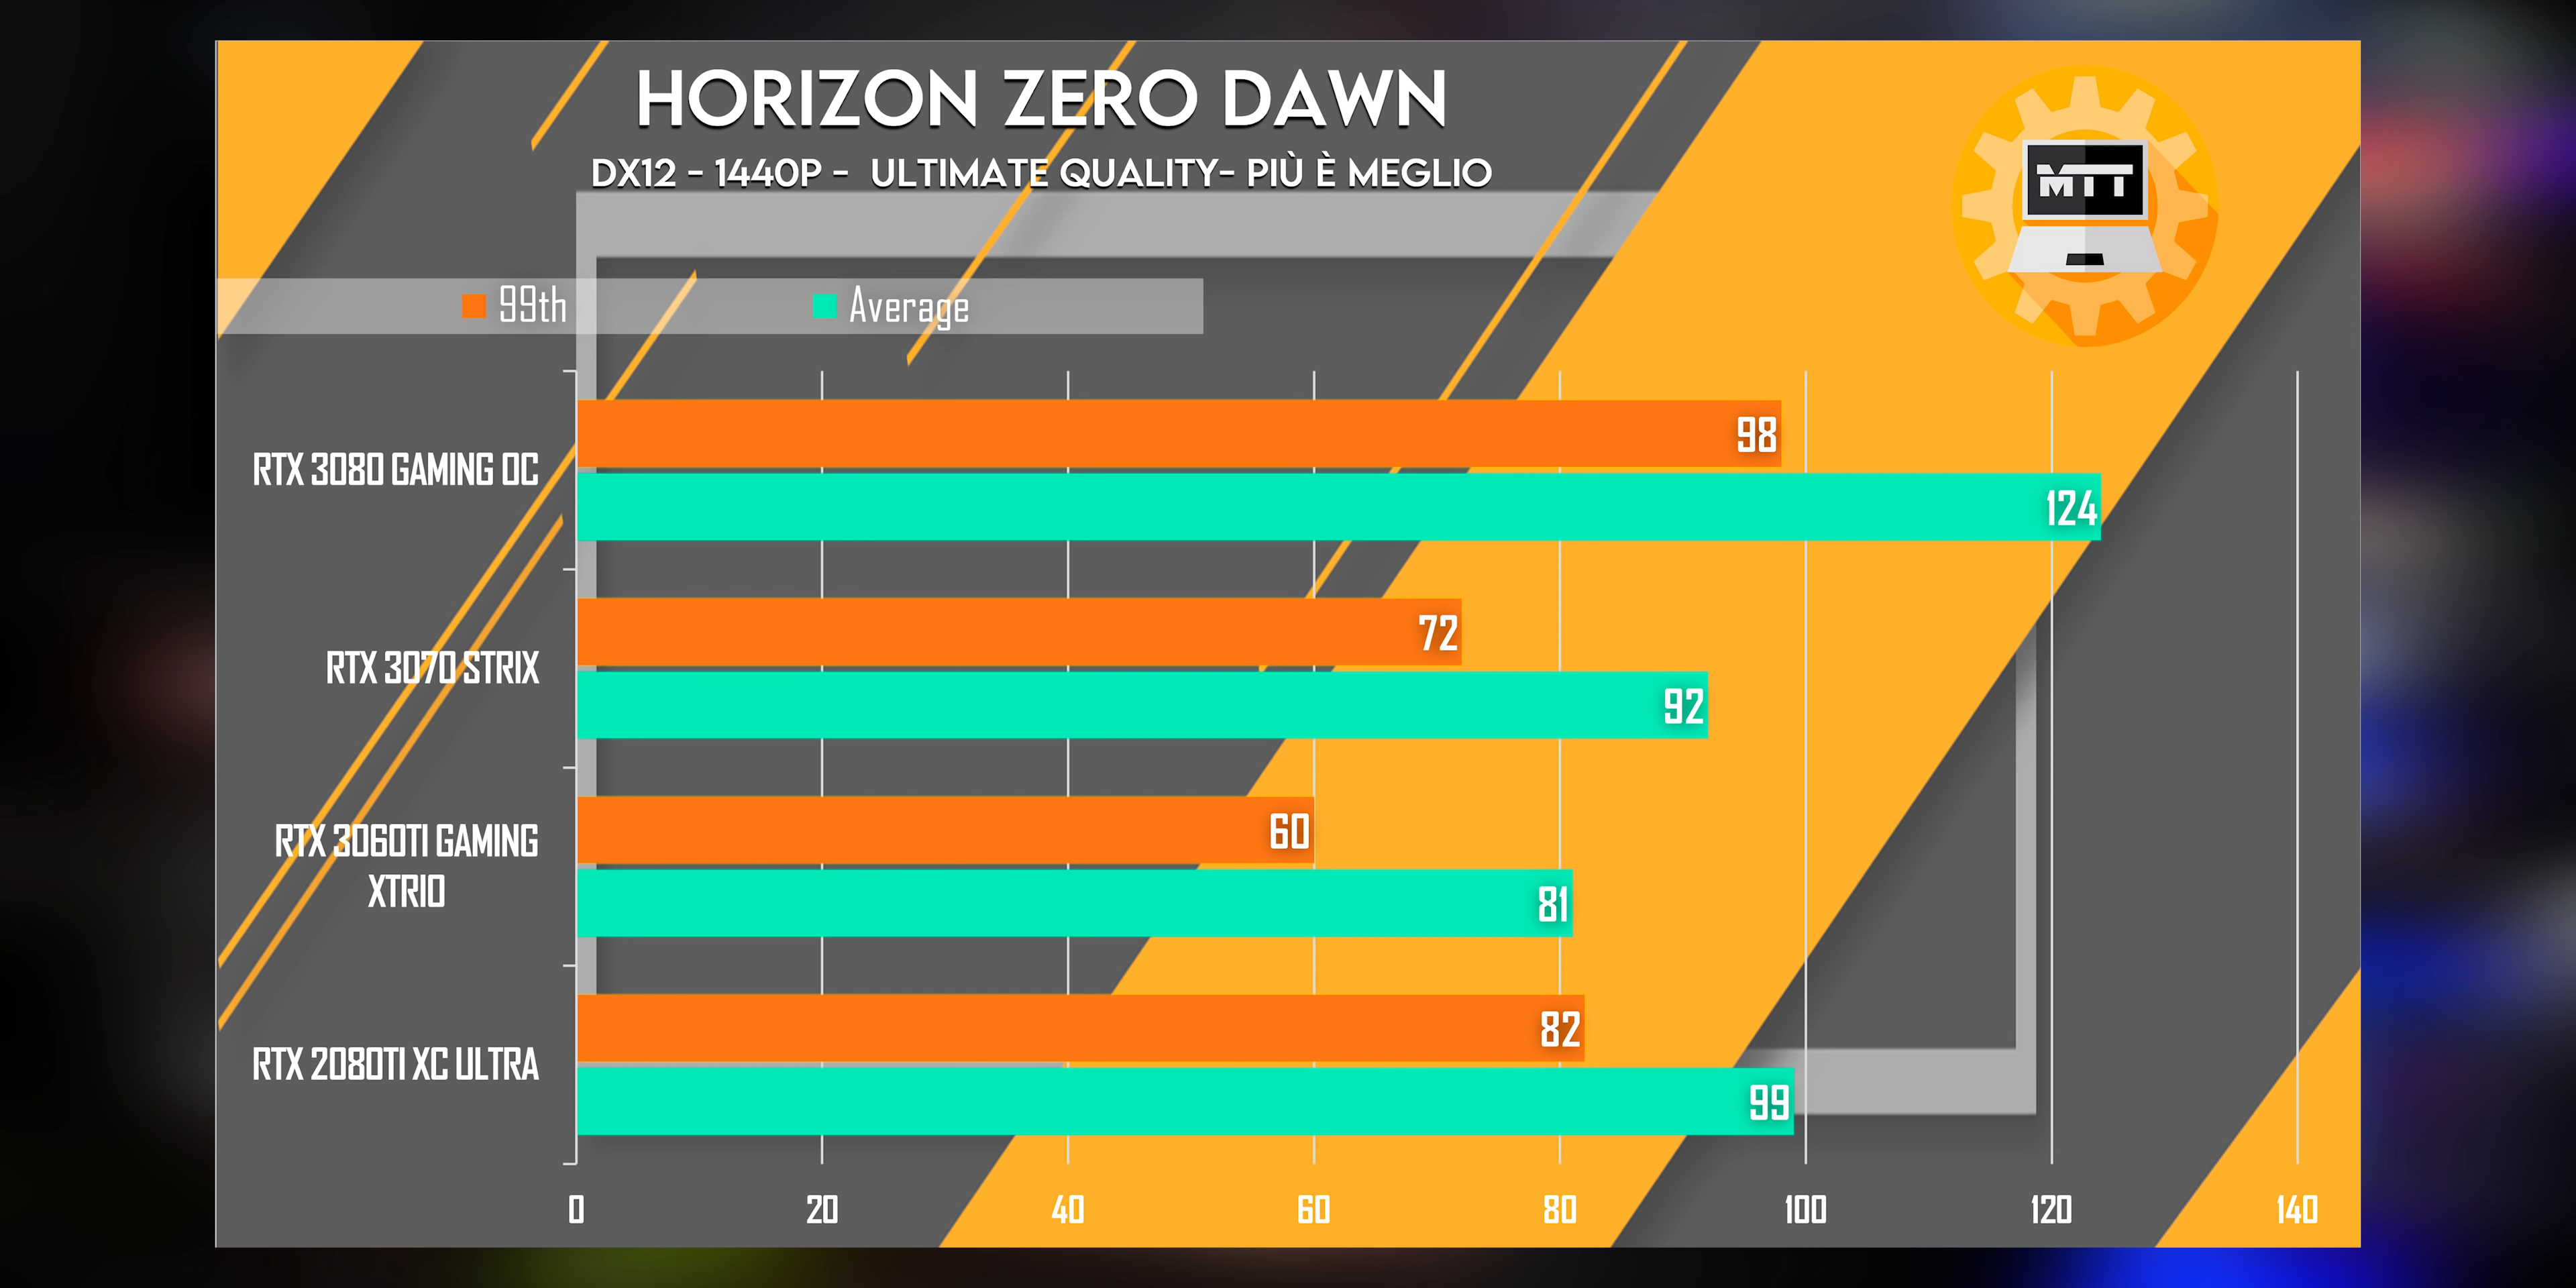 HORIZON ZERO DAWN
DX12 - 1440P - ULTIMATE QUALITY- PIÙ È MEGLIO
MTT
99th
Average
RTX 3080 GAMING OC
98
124
RTX 3070 STRIX
72
92
RTX 3060TI GAMING
XTRIO
60
81
RTX 2080TI XC ULTRA
82
99
0 20 40 60 80 100 120 140